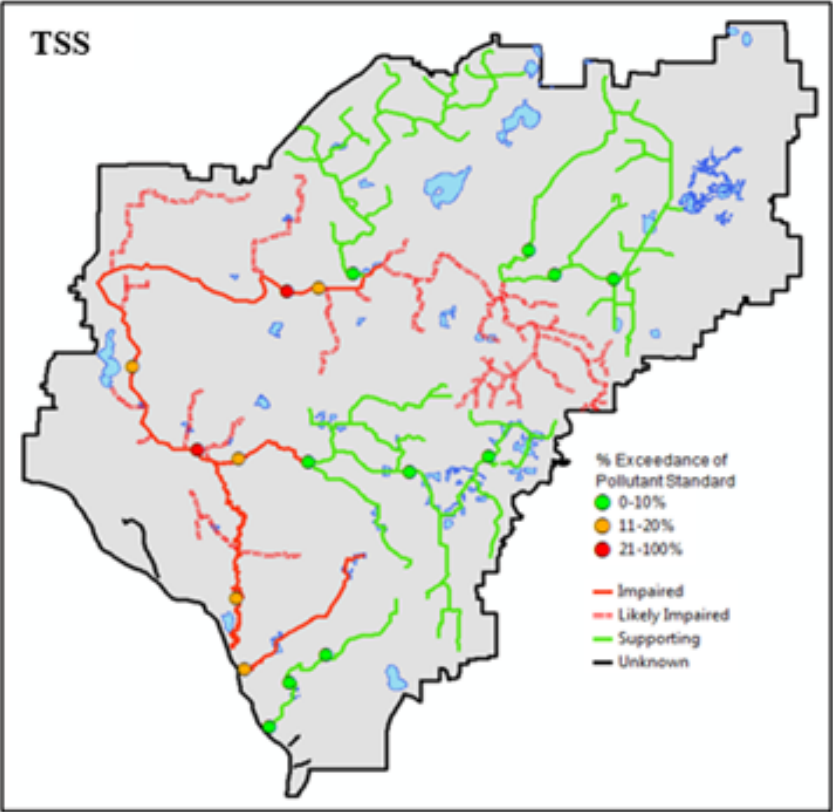 TSS
% Exceedance of
Pollutant Standard
0-10%
11-20%
21-100%
Impaired
Likely Impaired
Supporting
Unknown